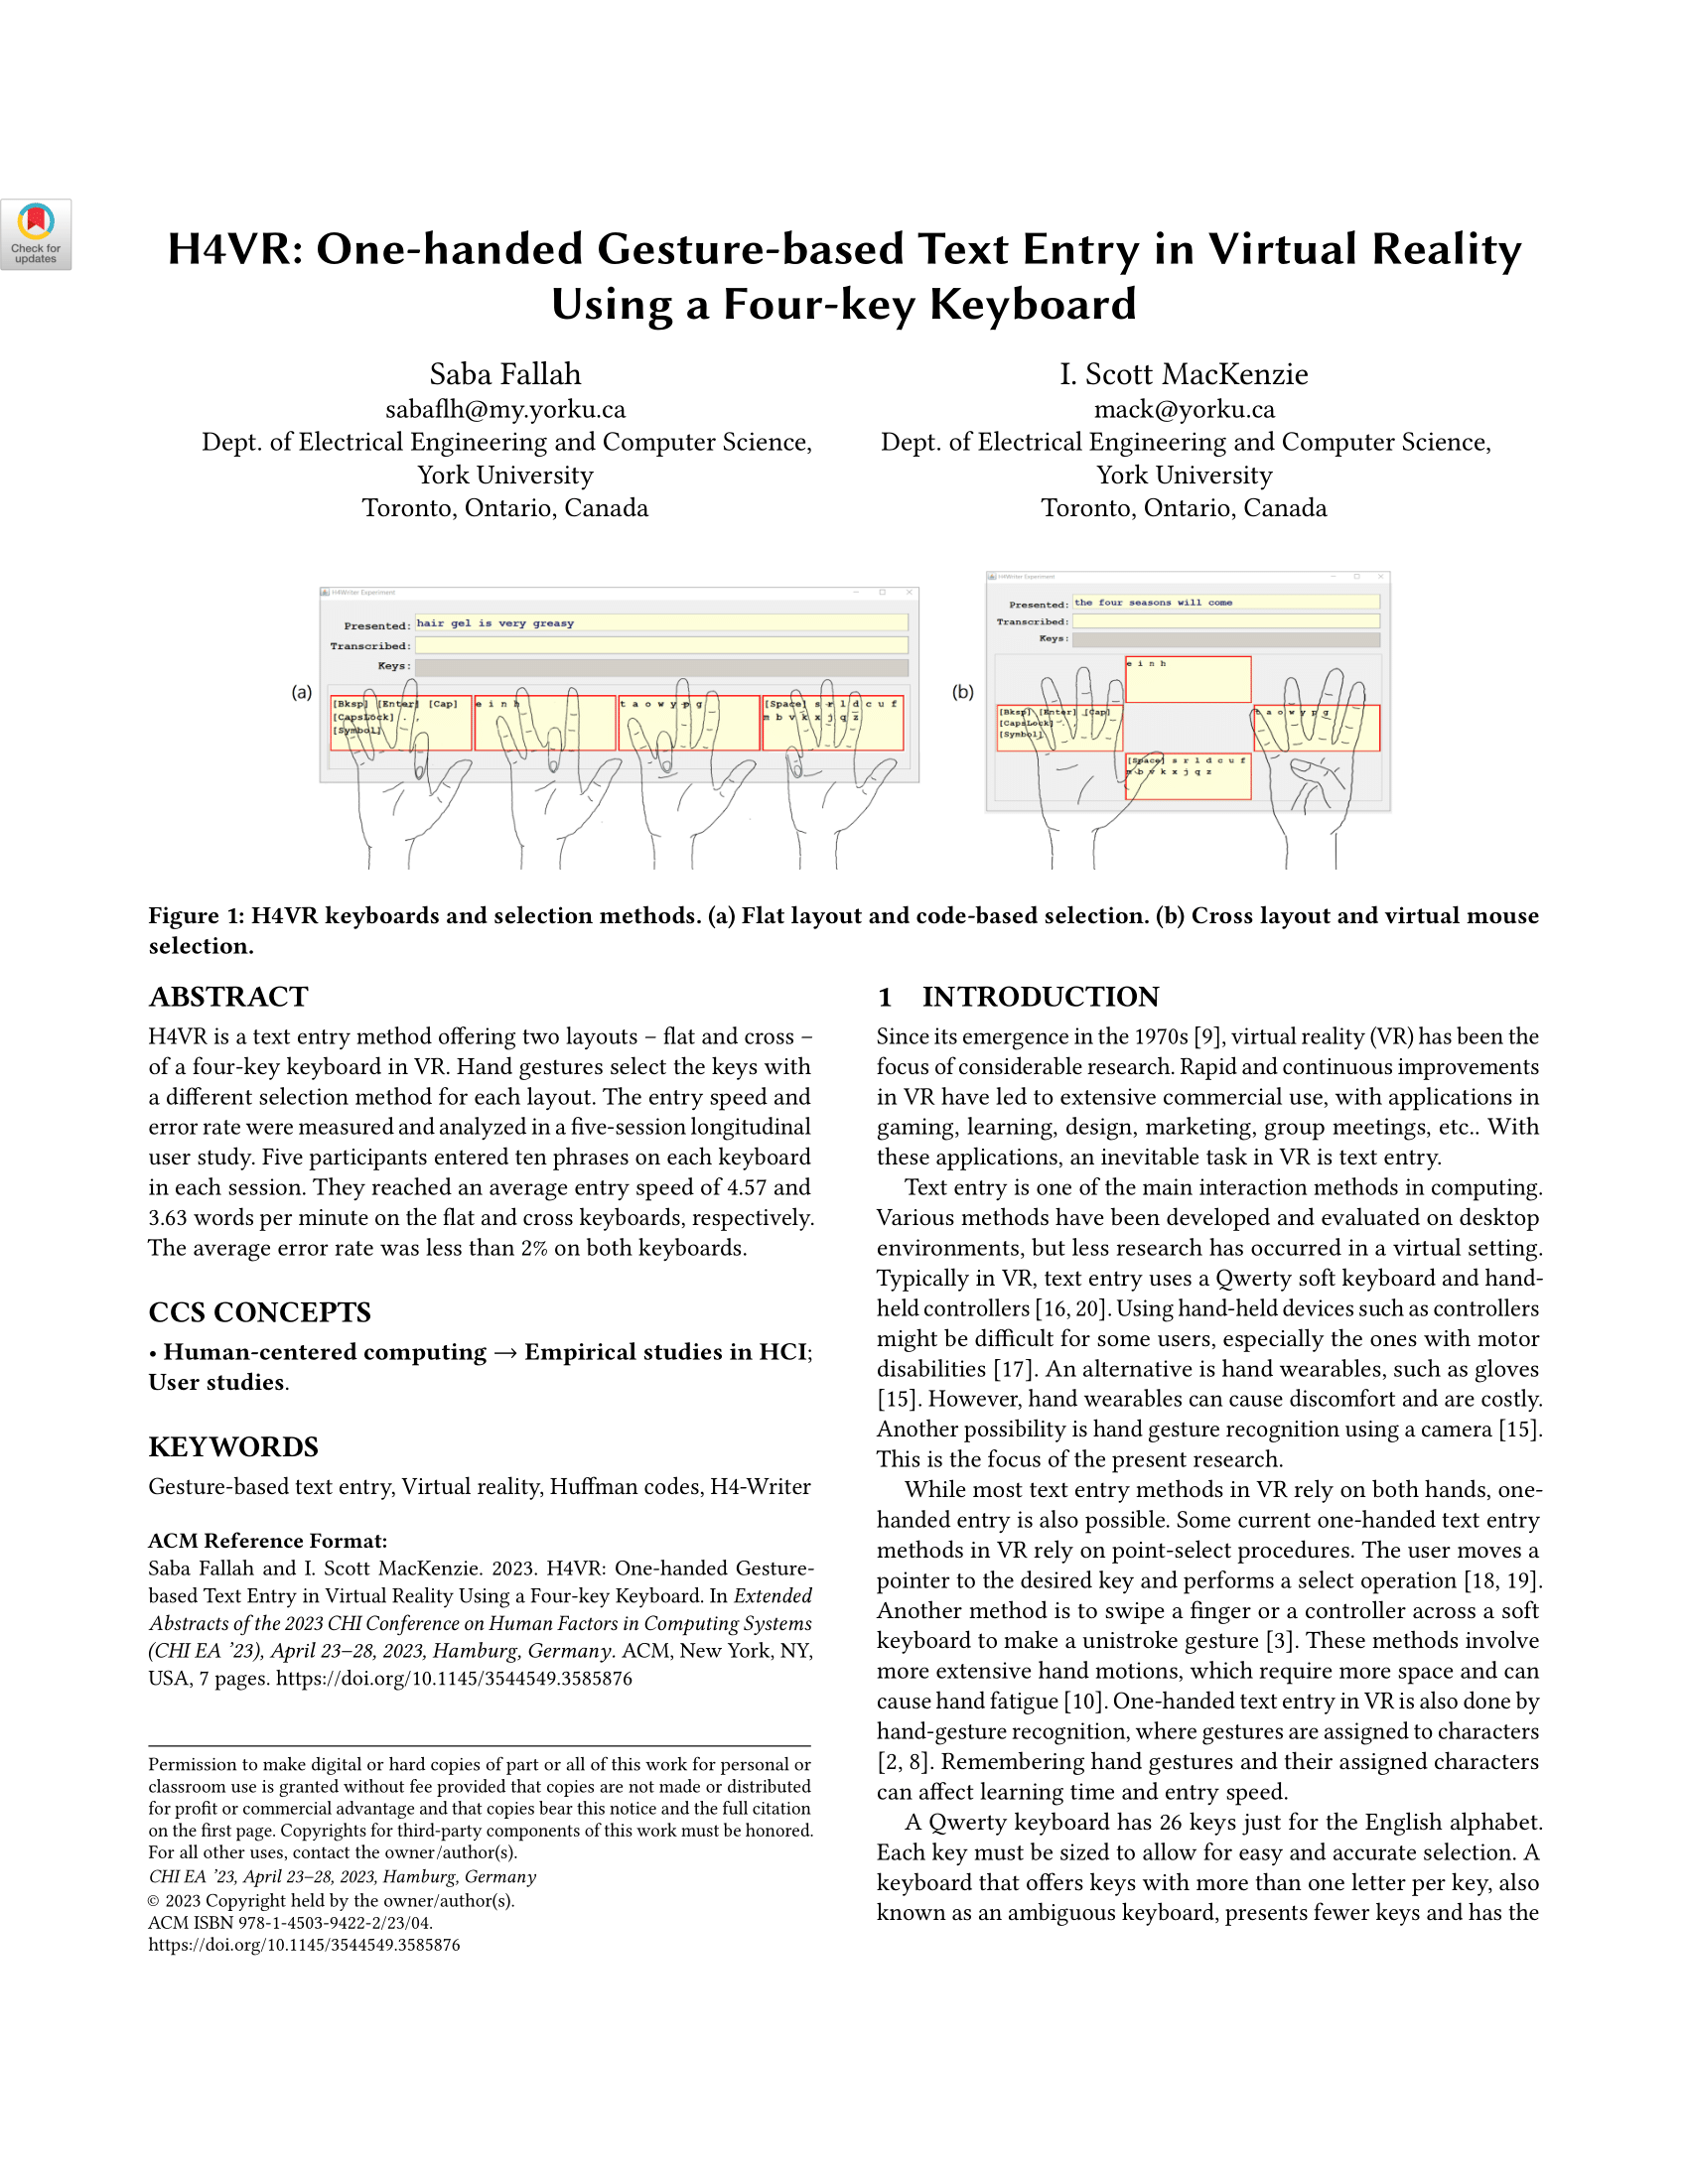 Check for
updates
H4VR: One-handed Gesture-based Text Entry in Virtual Reality
Using a Four-key Keyboard
Saba Fallah
sabaflh@my.yorku.ca
Dept. of Electrical Engineering and Computer Science,
York University
Toronto, Ontario, Canada
I. Scott MacKenzie
mack@yorku.ca
Dept. of Electrical Engineering and Computer Science,
York University
Toronto, Ontario, Canada
(a)
H4Writer Experiment
Presented: hair gel is very greasy
Transcribed:
Keys:
[Bksp] [Enter] [Cap]
[CapsLock] . ,
[Symbol]
e i n h
t a o w y p g
[Space] s r l d c u f
m b v k x j q z
(b)
H4Writer Experiment
Presented: the four seasons will come
Transcribed:
Keys:
e i n h
[Bksp] [Enter] [Cap]
[CapsLock] . ,
[Symbol]
t a o w y p g
[Space] s r l d c u f
m b v k x j q z
Figure 1: H4VR keyboards and selection methods. (a) Flat layout and code-based selection. (b) Cross layout and virtual mouse
selection.
ABSTRACT
H4VR is a text entry method offering two layouts – flat and cross –
of a four-key keyboard in VR. Hand gestures select the keys with
a different selection method for each layout. The entry speed and
error rate were measured and analyzed in a five-session longitudinal
user study. Five participants entered ten phrases on each keyboard
in each session. They reached an average entry speed of 4.57 and
3.63 words per minute on the flat and cross keyboards, respectively.
The average error rate was less than 2% on both keyboards.
CCS CONCEPTS
• Human-centered computing → Empirical studies in HCI;
User studies.
KEYWORDS
Gesture-based text entry, Virtual reality, Huffman codes, H4-Writer
ACM Reference Format:
Saba Fallah and I. Scott MacKenzie. 2023. H4VR: One-handed Gesture-
based Text Entry in Virtual Reality Using a Four-key Keyboard. In Extended
Abstracts of the 2023 CHI Conference on Human Factors in Computing Systems
(CHI EA ’23), April 23–28, 2023, Hamburg, Germany. ACM, New York, NY,
USA, 7 pages. https://doi.org/10.1145/3544549.3585876
Permission to make digital or hard copies of part or all of this work for personal or
classroom use is granted without fee provided that copies are not made or distributed
for profit or commercial advantage and that copies bear this notice and the full citation
on the first page. Copyrights for third-party components of this work must be honored.
For all other uses, contact the owner/author(s).
CHI EA ’23, April 23–28, 2023, Hamburg, Germany
© 2023 Copyright held by the owner/author(s).
ACM ISBN 978-1-4503-9422-2/23/04.
https://doi.org/10.1145/3544549.3585876
1 INTRODUCTION
Since its emergence in the 1970s [9], virtual reality (VR) has been the
focus of considerable research. Rapid and continuous improvements
in VR have led to extensive commercial use, with applications in
gaming, learning, design, marketing, group meetings, etc.. With
these applications, an inevitable task in VR is text entry.
Text entry is one of the main interaction methods in computing.
Various methods have been developed and evaluated on desktop
environments, but less research has occurred in a virtual setting.
Typically in VR, text entry uses a Qwerty soft keyboard and hand-
held controllers [16, 20]. Using hand-held devices such as controllers
might be difficult for some users, especially the ones with motor
disabilities [17]. An alternative is hand wearables, such as gloves
[15]. However, hand wearables can cause discomfort and are costly.
Another possibility is hand gesture recognition using a camera [15].
This is the focus of the present research.
While most text entry methods in VR rely on both hands, one-
handed entry is also possible. Some current one-handed text entry
methods in VR rely on point-select procedures. The user moves a
pointer to the desired key and performs a select operation [18, 19].
Another method is to swipe a finger or a controller across a soft
keyboard to make a unistroke gesture [3]. These methods involve
more extensive hand motions, which require more space and can
cause hand fatigue [10]. One-handed text entry in VR is also done by
hand-gesture recognition, where gestures are assigned to characters
[2, 8]. Remembering hand gestures and their assigned characters
can affect learning time and entry speed.
A Qwerty keyboard has 26 keys just for the English alphabet.
Each key must be sized to allow for easy and accurate selection. A
keyboard that offers keys with more than one letter per key, also
known as an ambiguous keyboard, presents fewer keys and has the